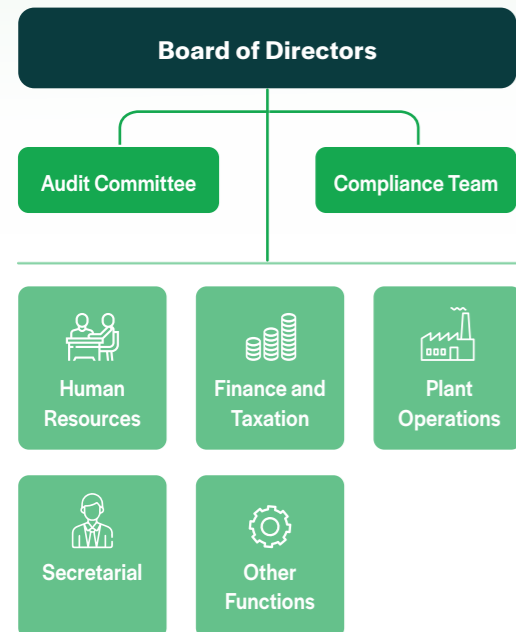 Board of Directors
Audit Committee
Compliance Team
Human
Resources
Finance and
Taxation
Plant
Operations
Secretarial
Other
Functions